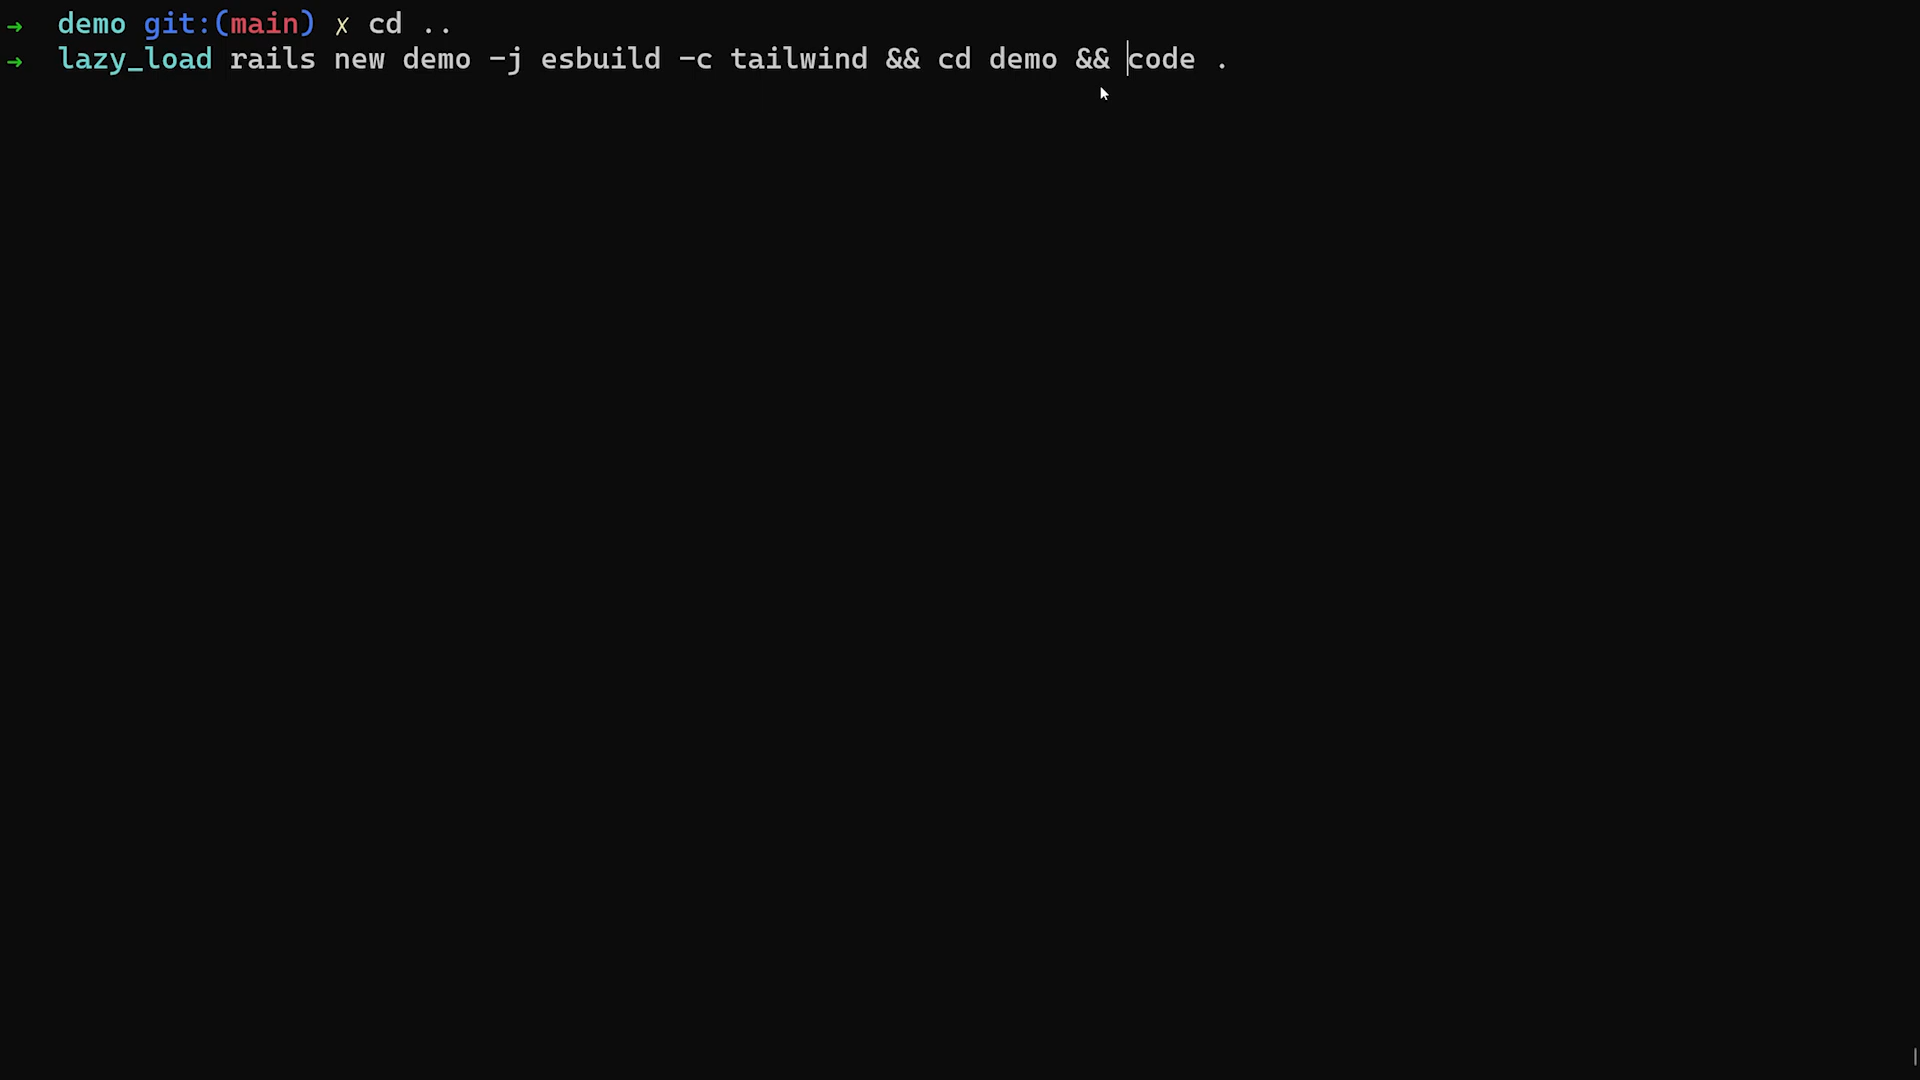 → demo git:(main) ✗ cd ..
→ lazy_load rails new demo -j esbuild -c tailwind && cd demo && code .